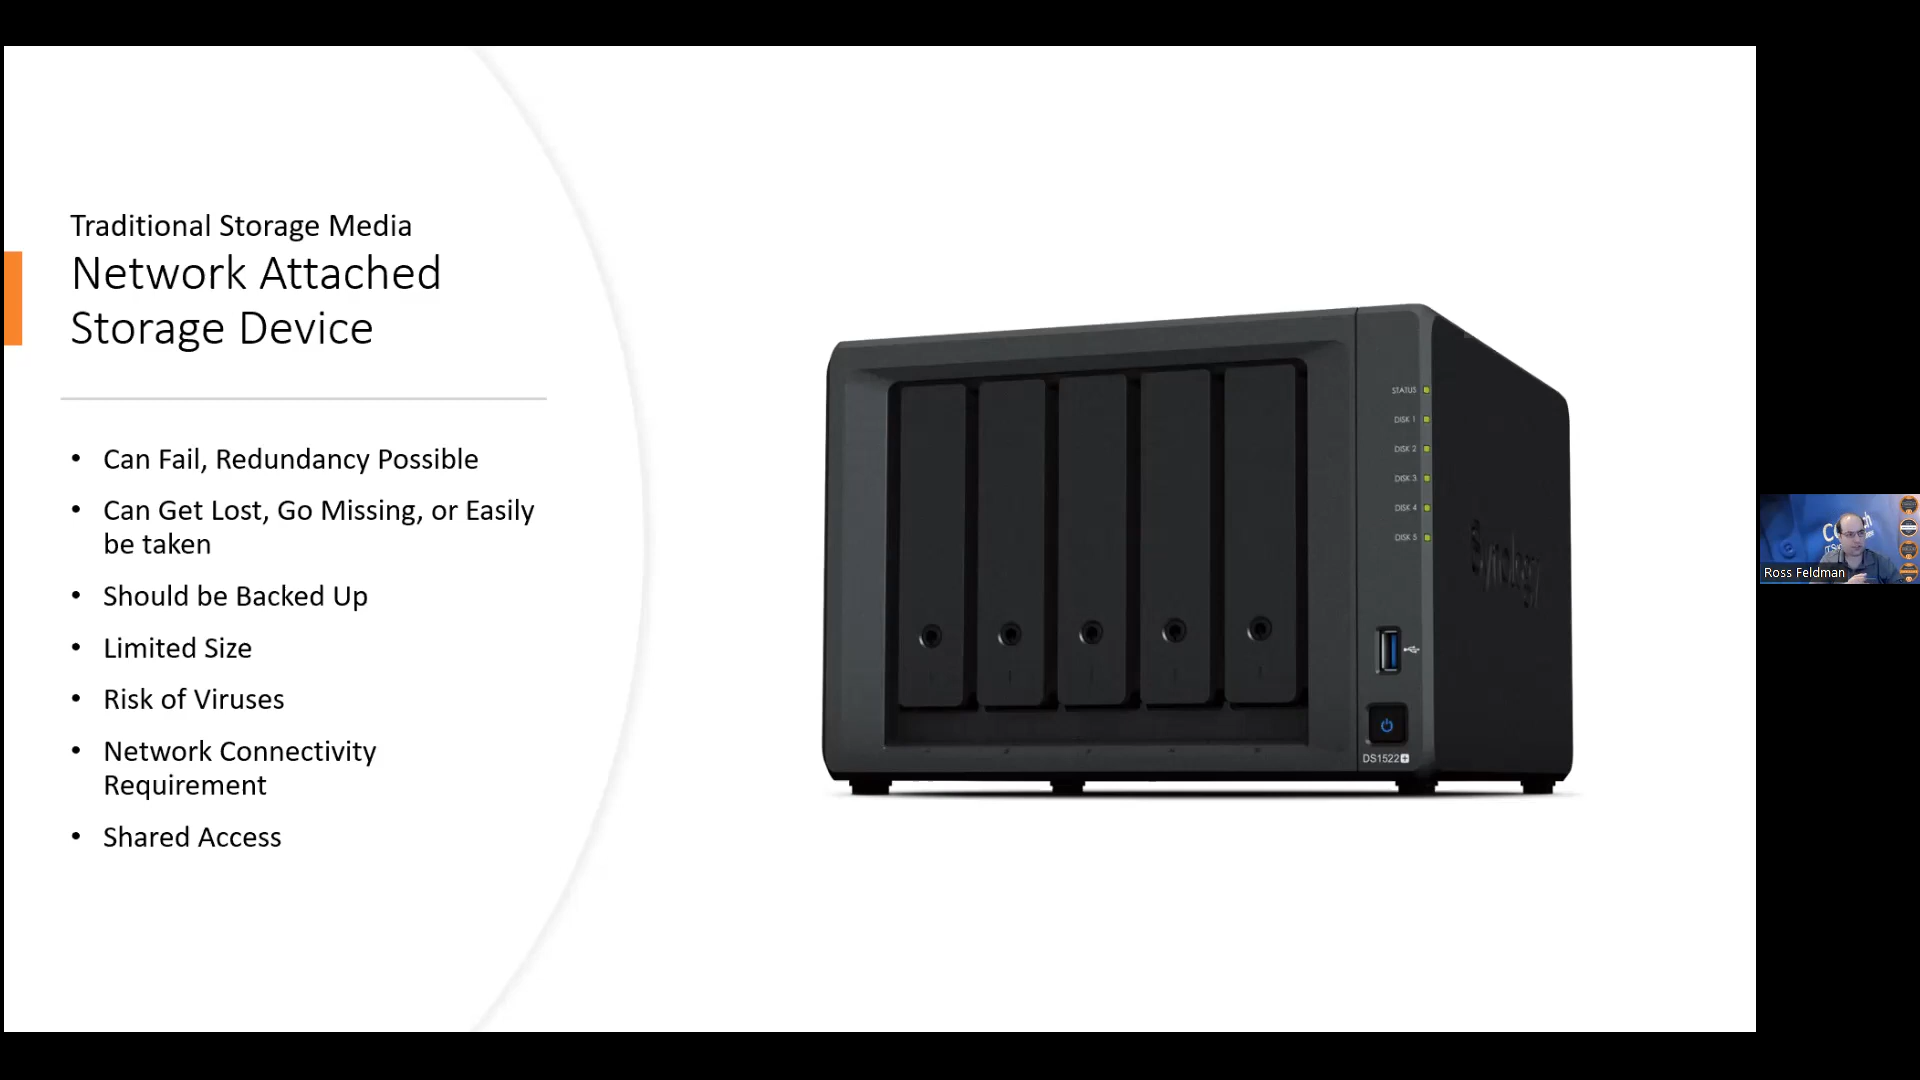 Traditional Storage Media
Network Attached
Storage Device
• Can Fail, Redundancy Possible
• Can Get Lost, Go Missing, or Easily
be taken
• Should be Backed Up
• Limited Size
• Risk of Viruses
• Network Connectivity
Requirement
• Shared Access
STATUS
DISK 1
DISK 2
DISK 3
DISK 4
DISK 5
Synology
DS1522+
Ross Feldman